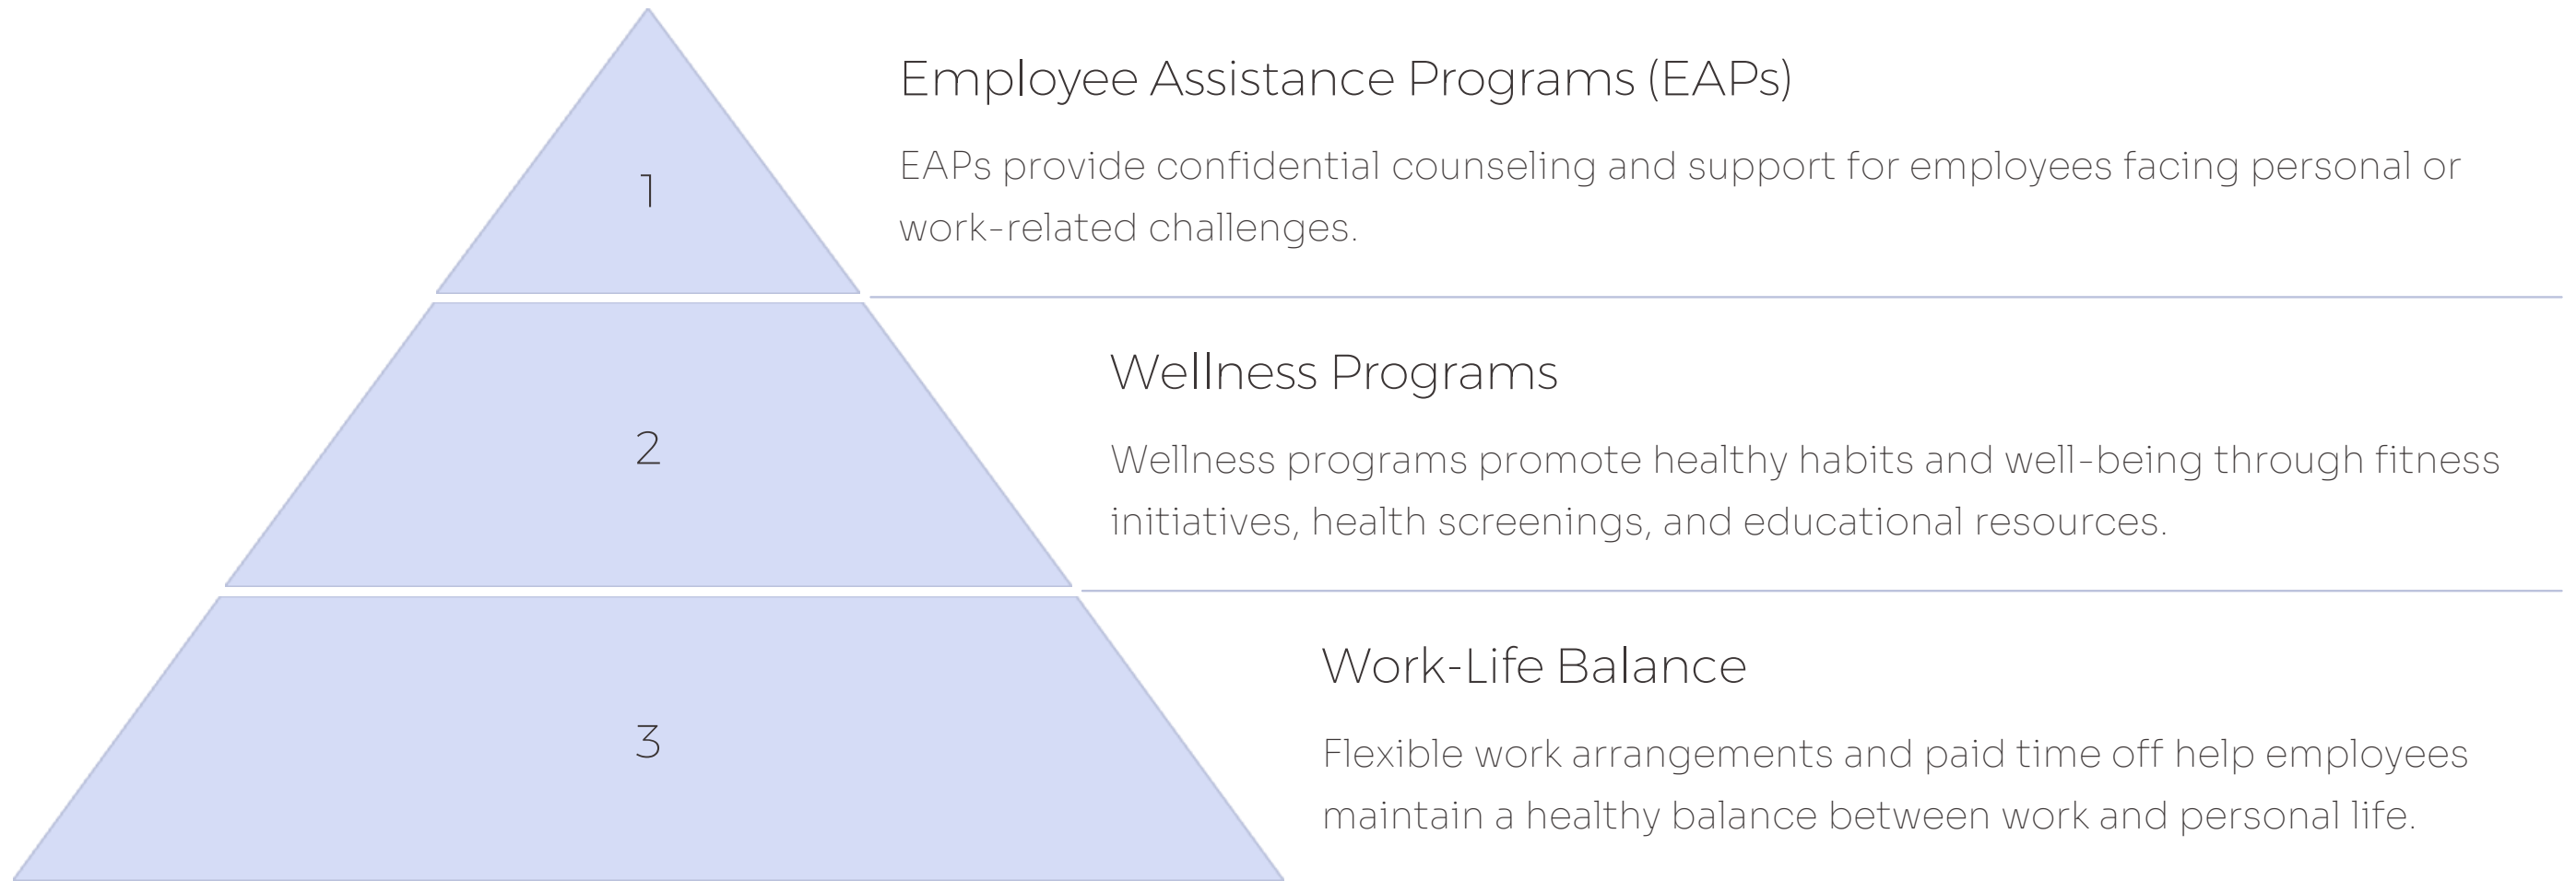 1
Employee Assistance Programs (EAPs)
EAPs provide confidential counseling and support for employees facing personal or
work-related challenges.
2
Wellness Programs
Wellness programs promote healthy habits and well-being through fitness
initiatives, health screenings, and educational resources.
3
Work-Life Balance
Flexible work arrangements and paid time off help employees
maintain a healthy balance between work and personal life.